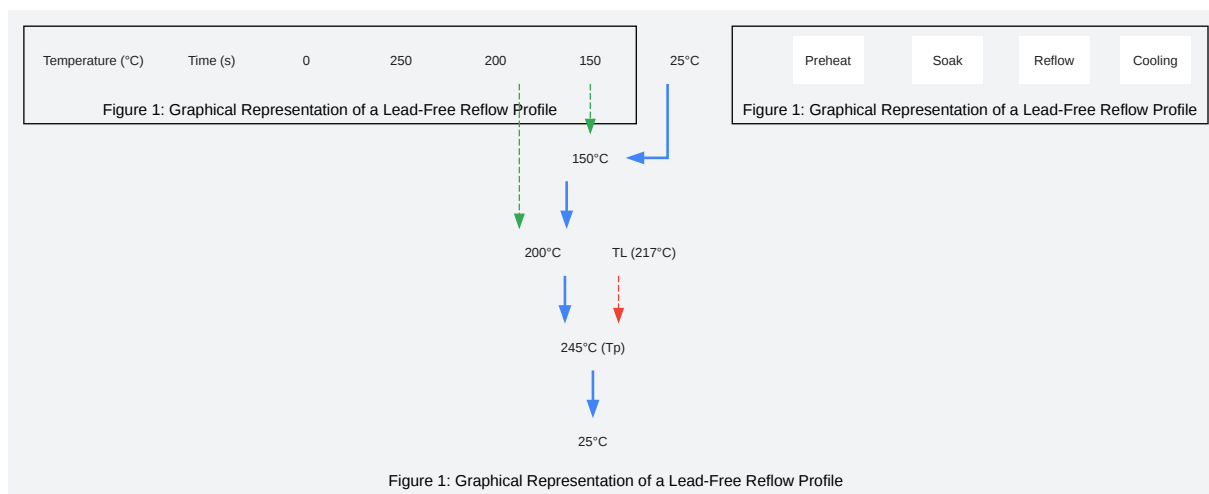 Temperature (°C) Time (s) 0 250 200 150 25°C Preheat Soak Reflow Cooling
Figure 1: Graphical Representation of a Lead-Free Reflow Profile
Figure 1: Graphical Representation of a Lead-Free Reflow Profile
150°C
200°C TL (217°C)
245°C (Tp)
25°C
Figure 1: Graphical Representation of a Lead-Free Reflow Profile